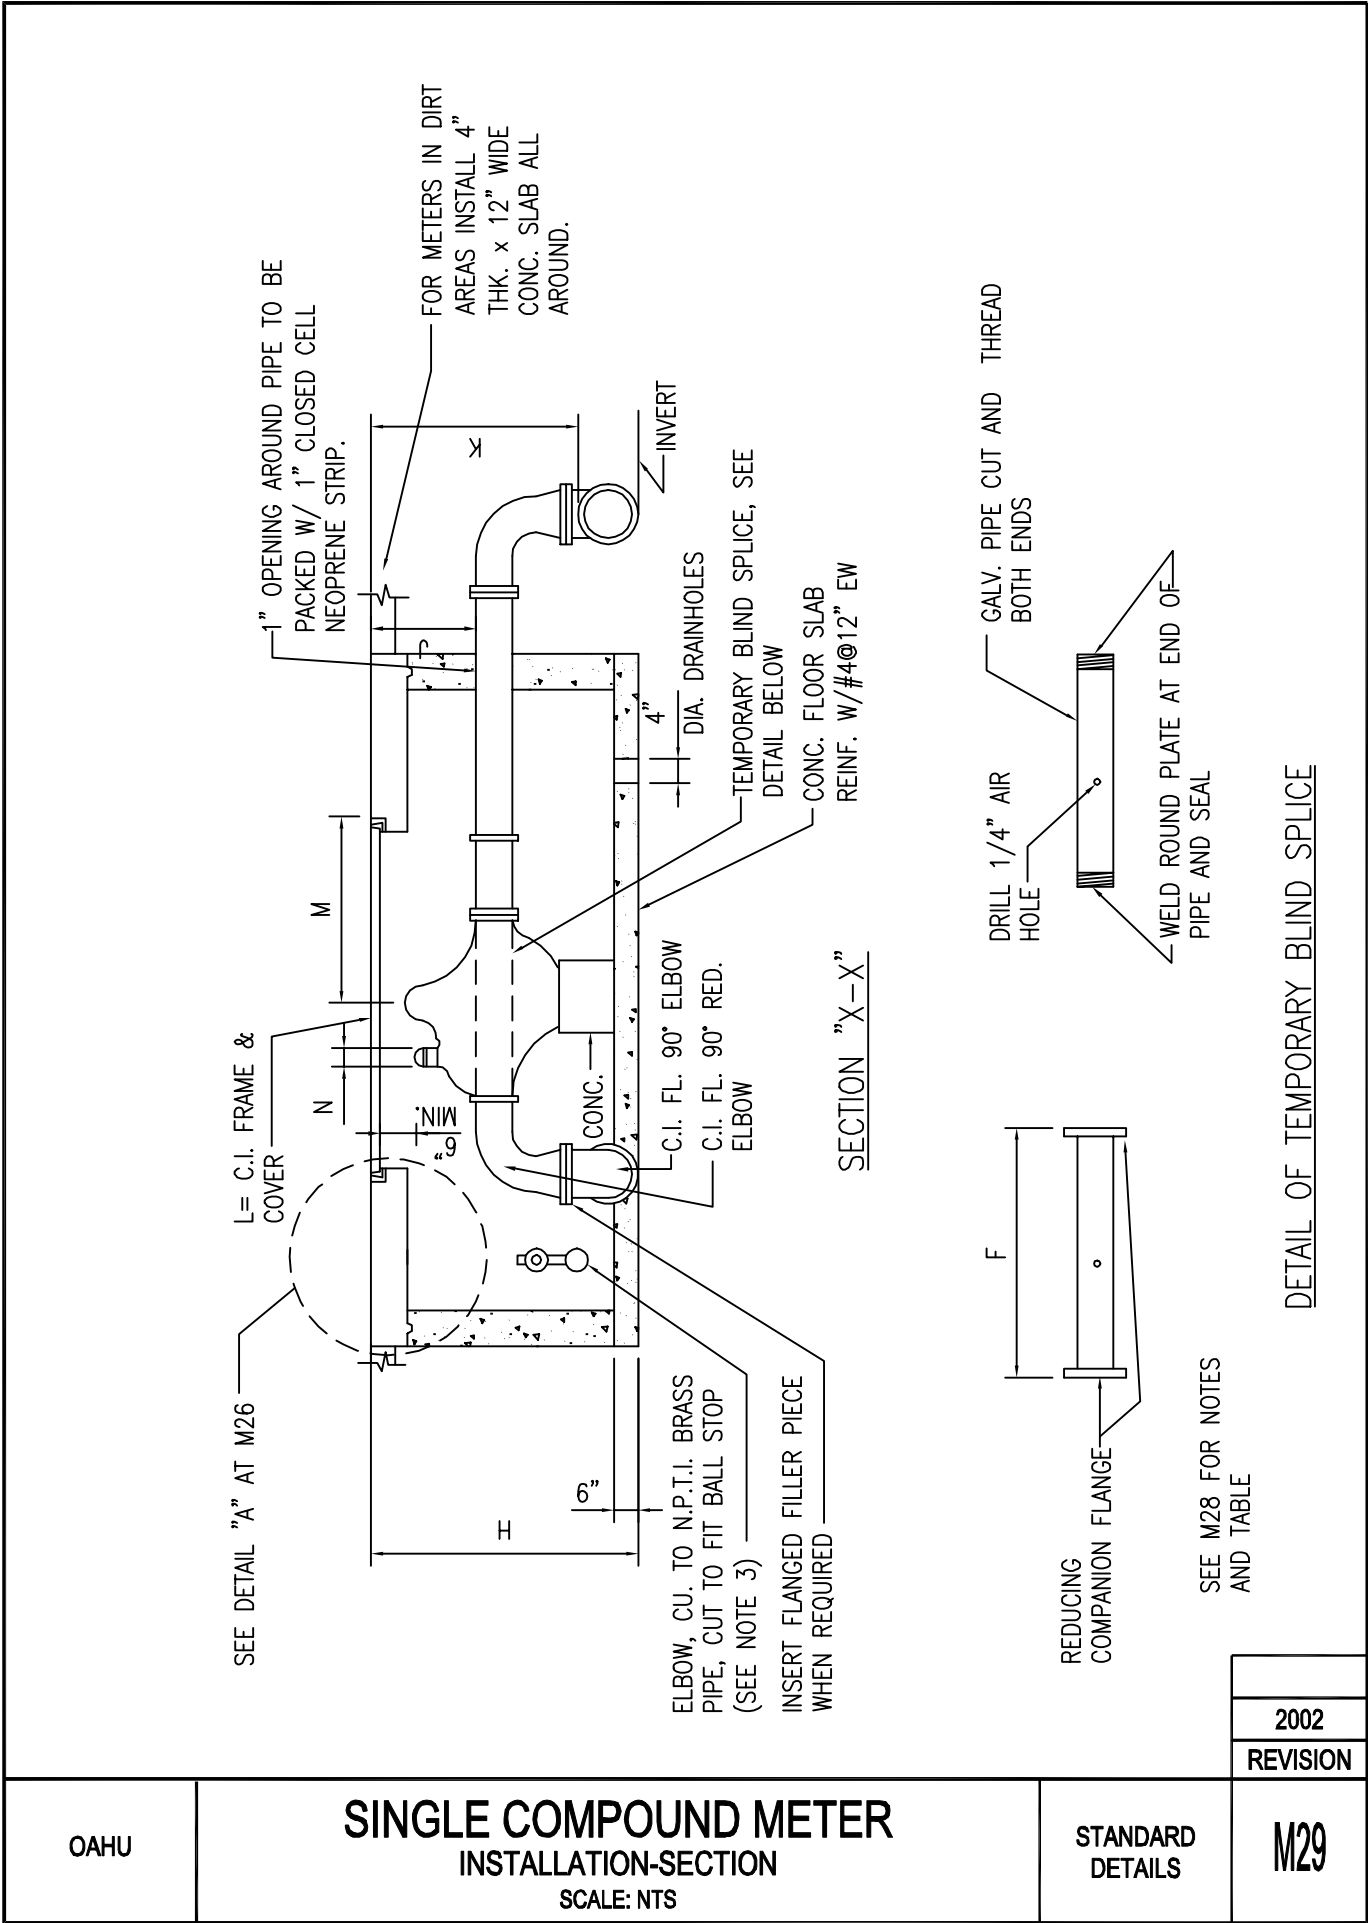 SEE DETAIL "A" AT M26
L= C.I. FRAME &
COVER
1" OPENING AROUND PIPE TO BE
PACKED W/ 1" CLOSED CELL
NEOPRENE STRIP.
FOR METERS IN DIRT
AREAS INSTALL 4"
THK. x 12" WIDE
CONC. SLAB ALL
AROUND.
N
M
6"
MIN.
J
K
H
6"
INVERT
CONC.
4"
DIA. DRAINHOLES
TEMPORARY BLIND SPLICE, SEE
DETAIL BELOW
CONC. FLOOR SLAB
REINF. W/#4@12" EW
C.I. FL. 90° ELBOW
C.I. FL. 90° RED.
ELBOW
ELBOW, CU. TO N.P.T.I. BRASS
PIPE, CUT TO FIT BALL STOP
(SEE NOTE 3)
INSERT FLANGED FILLER PIECE
WHEN REQUIRED
SECTION "X-X"
F
REDUCING
COMPANION FLANGE
DRILL 1/4" AIR
HOLE
GALV. PIPE CUT AND THREAD
BOTH ENDS
WELD ROUND PLATE AT END OF
PIPE AND SEAL
SEE M28 FOR NOTES
AND TABLE
DETAIL OF TEMPORARY BLIND SPLICE
2002
REVISION
OAHU
SINGLE COMPOUND METER
INSTALLATION-SECTION
SCALE: NTS
STANDARD
DETAILS
M29